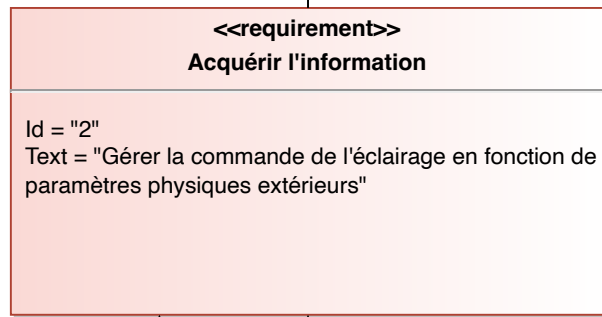 <<requirement>>
Acquérir l'information
Id = "2"
Text = "Gérer la commande de l'éclairage en fonction de
paramètres physiques extérieurs"